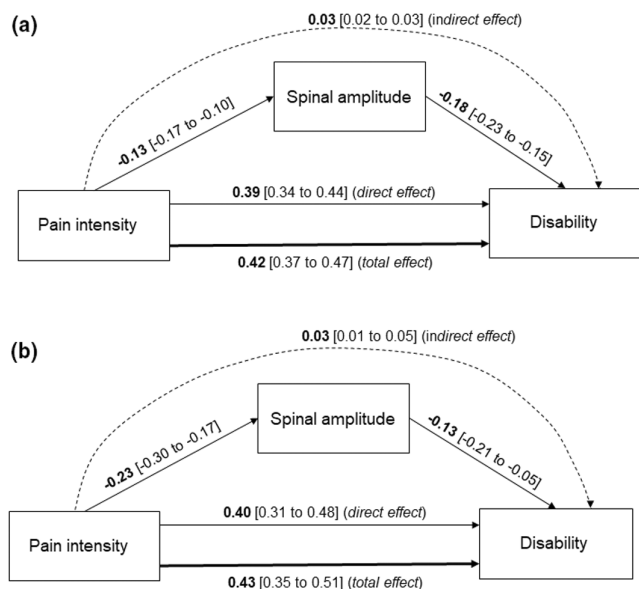 (a)
0.03 [0.02 to 0.03] (indirect effect)
Spinal amplitude
-0.13 [-0.17 to -0.10]
-0.18 [-0.23 to -0.15]
Pain intensity
0.39 [0.34 to 0.44] (direct effect)
Disability
0.42 [0.37 to 0.47] (total effect)
(b)
0.03 [0.01 to 0.05] (indirect effect)
Spinal amplitude
-0.23 [-0.30 to -0.17]
-0.13 [-0.21 to -0.05]
Pain intensity
0.40 [0.31 to 0.48] (direct effect)
Disability
0.43 [0.35 to 0.51] (total effect)